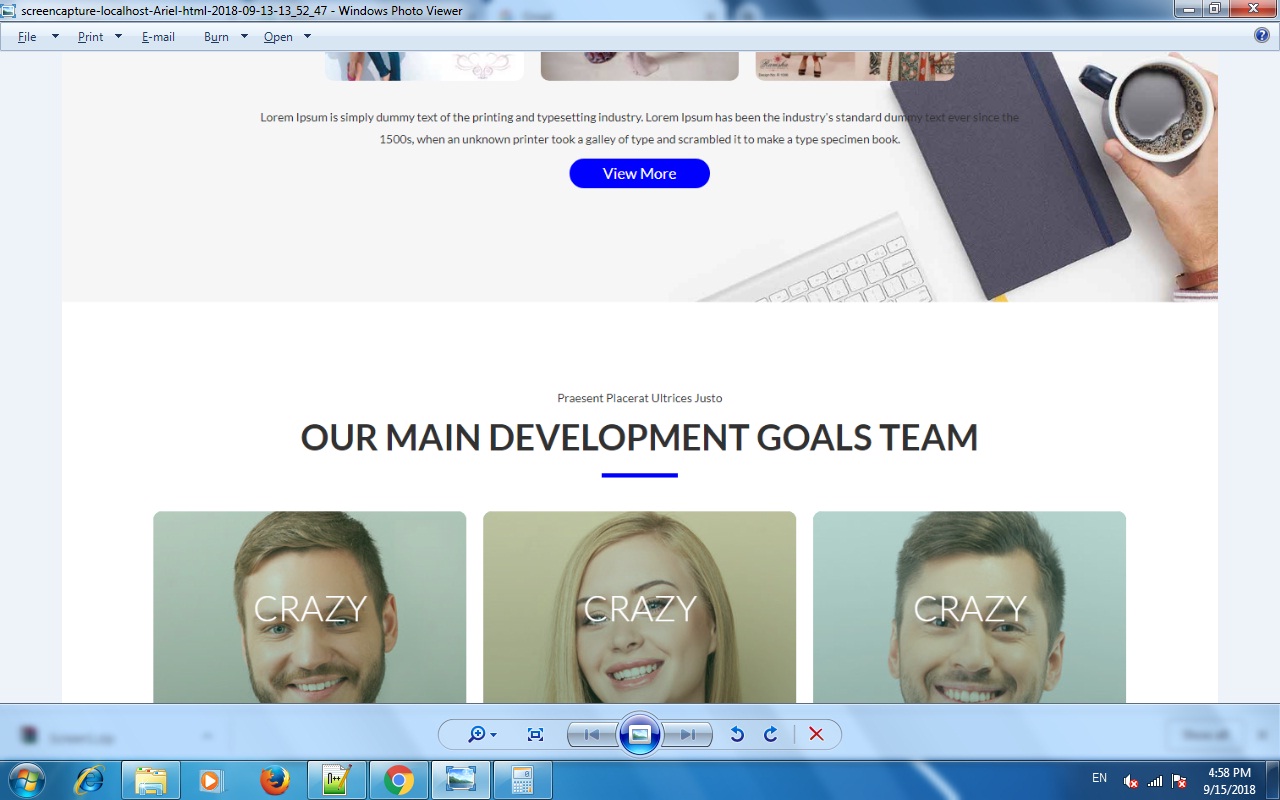 screencapture-localhost-Ariel-html-2018-09-13-13_52_47 - Windows Photo Viewer
File Print E-mail Burn Open
Lorem Ipsum is simply dummy text of the printing and typesetting industry. Lorem Ipsum has been the industry's standard dummy text ever since the
1500s, when an unknown printer took a galley of type and scrambled it to make a type specimen book.
View More
Praesent Placerat Ultrices Justo
OUR MAIN DEVELOPMENT GOALS TEAM
CRAZY CRAZY CRAZY
EN
4:58 PM
9/15/2018